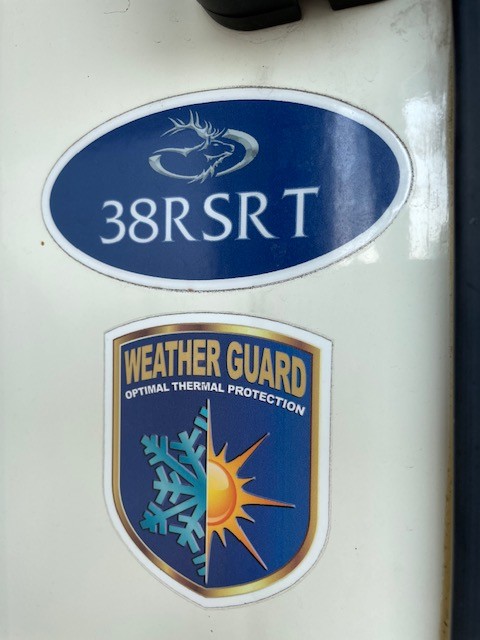 38RSRT
WEATHER GUARD
OPTIMAL THERMAL PROTECTION